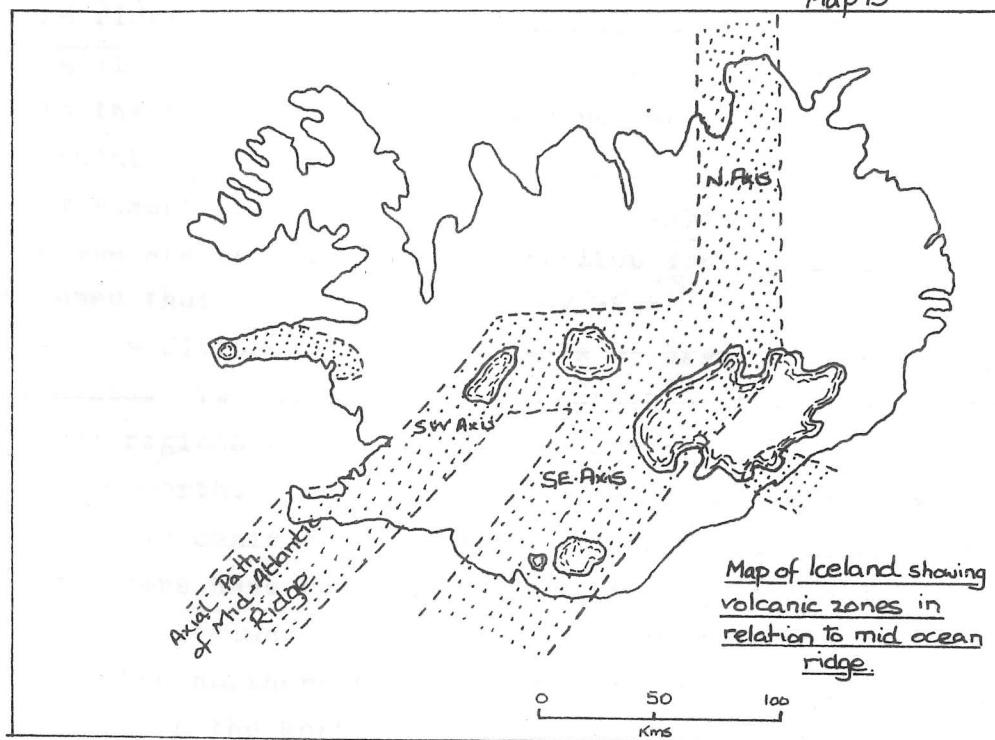 Map 13
N. Axis
SW Axis
SE. Axis
Axial Path
of Mid-Atlantic
Ridge
Map of Iceland showing
volcanic zones in
relation to mid ocean
ridge.
0 50 100
Kms